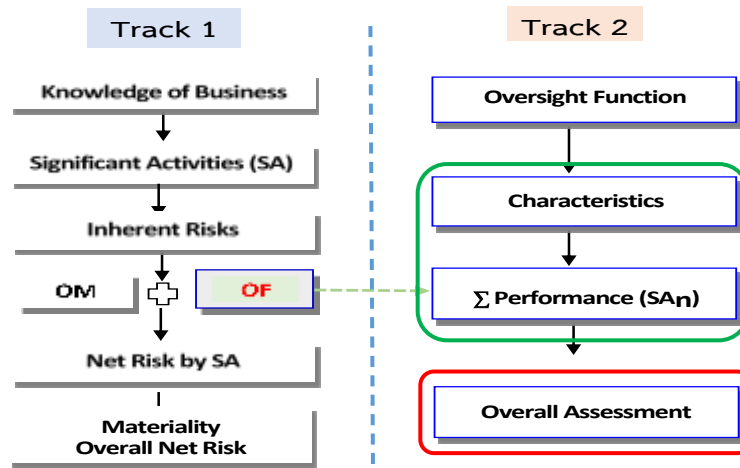 Track 1
Knowledge of Business
Significant Activities (SA)
Inherent Risks
OM
OF
Net Risk by SA
Materiality
Overall Net Risk
Track 2
Oversight Function
Characteristics
∑ Performance (SAn)
Overall Assessment